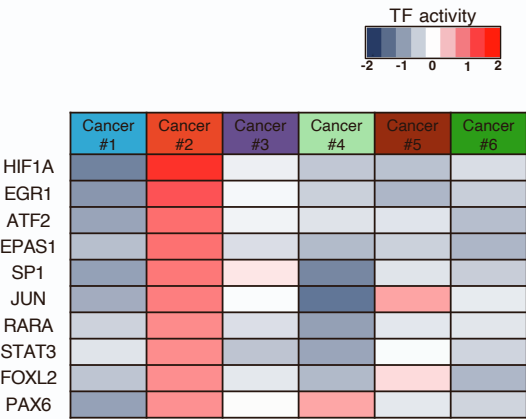 TF activity
-2 -1 0 1 2
Cancer #1 Cancer #2 Cancer #3 Cancer #4 Cancer #5 Cancer #6
HIF1A
EGR1
ATF2
EPAS1
SP1
JUN
RARA
STAT3
FOXL2
PAX6